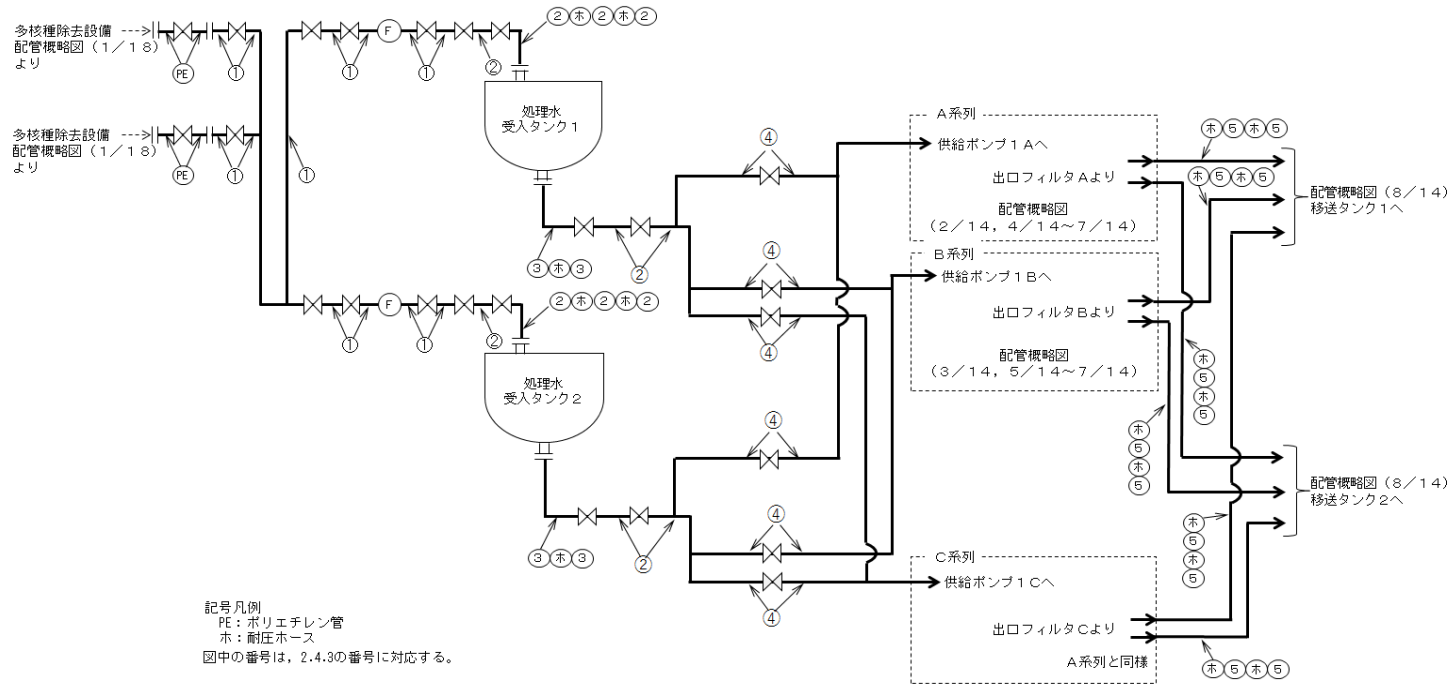 多核種除去設備
配管概略図（１／１８）
より
PE
①
多核種除去設備
配管概略図（１／１８）
より
PE
①
①
①
F
①
②
②ホ②ホ②
処理水
受入タンク１
③ホ③
②
①
F
①
②
②ホ②ホ②
処理水
受入タンク２
③ホ③
②
④
④
④
④
④
④
Ａ系列
供給ポンプ１Ａへ
出口フィルタＡより
配管概略図
（２／１４，４／１４～７／１４）
Ｂ系列
供給ポンプ１Ｂへ
出口フィルタＢより
配管概略図
（３／１４，５／１４～７／１４）
Ｃ系列
供給ポンプ１Ｃへ
出口フィルタＣより
Ａ系列と同様
ホ⑤ホ⑤
ホ⑤ホ⑤
配管概略図（８／１４）
移送タンク１へ
ホ
⑤
ホ
⑤
ホ
⑤
ホ
⑤
配管概略図（８／１４）
移送タンク２へ
ホ
⑤
ホ
⑤
ホ⑤ホ⑤
記号凡例
PE：ポリエチレン管
ホ：耐圧ホース
図中の番号は，2.4.3の番号に対応する。